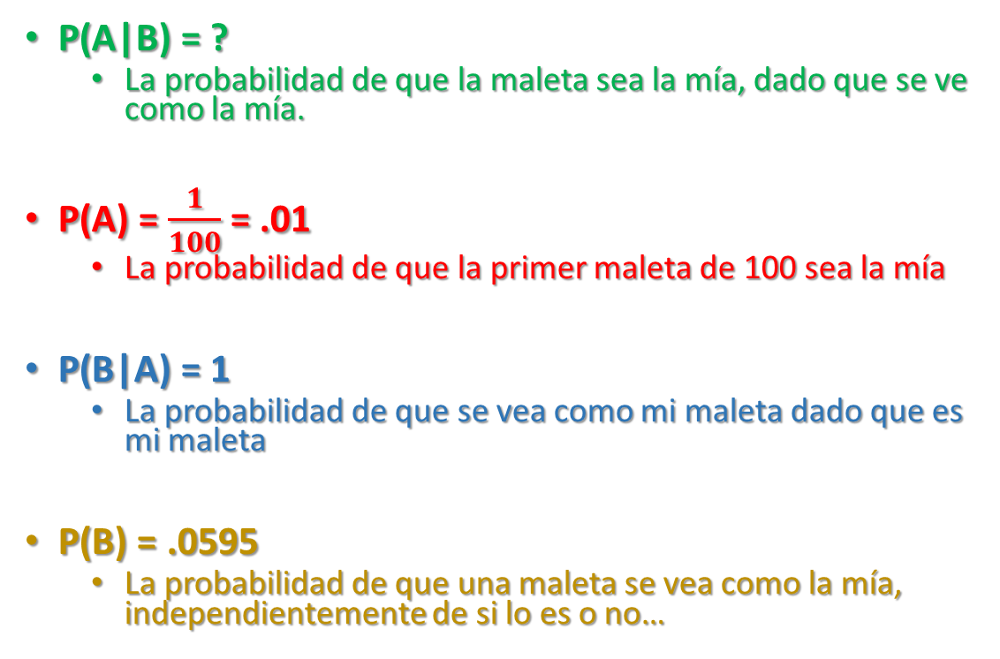 • P(A|B) = ?
• La probabilidad de que la maleta sea la mía, dado que se ve
como la mía.
• P(A) = 1/100 = .01
• La probabilidad de que la primer maleta de 100 sea la mía
• P(B|A) = 1
• La probabilidad de que se vea como mi maleta dado que es
mi maleta
• P(B) = .0595
• La probabilidad de que una maleta se vea como la mía,
independientemente de si lo es o no...